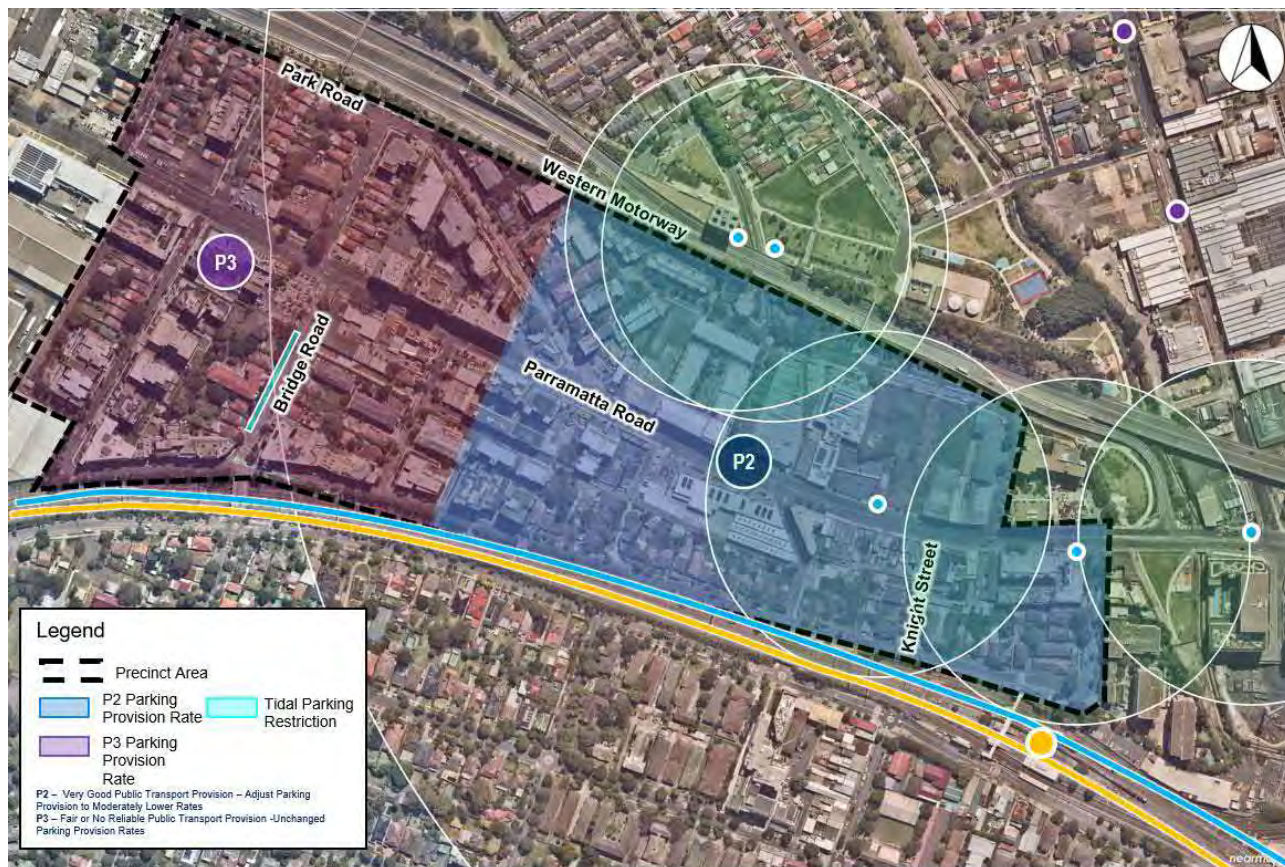 Park Road
Western Motorway
P3
Bridge Road
Parramatta Road
P2
Knight Street
Legend
Precinct Area
P2 Parking
Provision Rate
Tidal Parking
Restriction
P3 Parking
Provision
Rate
P2 – Very Good Public Transport Provision – Adjust Parking
Provision to Moderately Lower Rates
P3 – Fair or No Reliable Public Transport Provision -Unchanged
Parking Provision Rates
nearmap